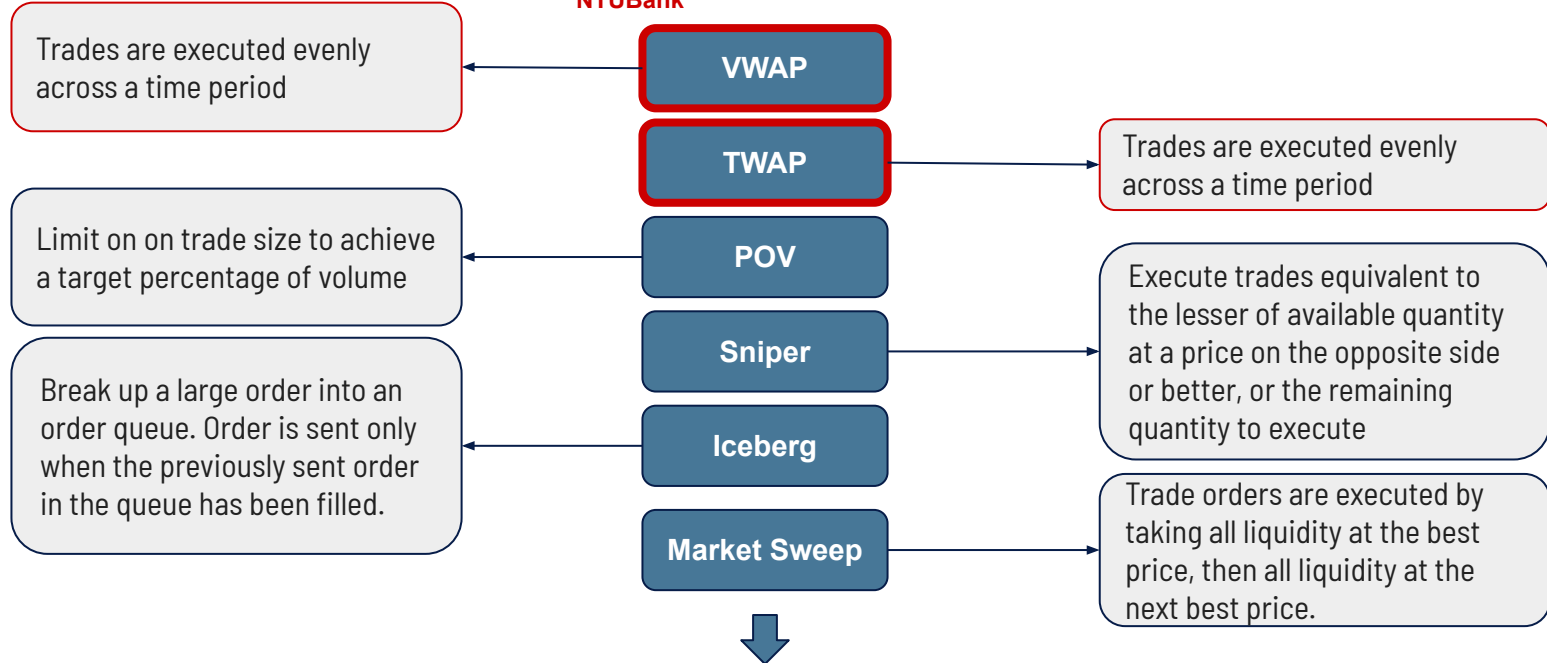 NTUBank
VWAP
Trades are executed evenly
across a time period
TWAP
Trades are executed evenly
across a time period
POV
Limit on on trade size to achieve
a target percentage of volume
Sniper
Execute trades equivalent to
the lesser of available quantity
at a price on the opposite side
or better, or the remaining
quantity to execute
Iceberg
Break up a large order into an
order queue. Order is sent only
when the previously sent order
in the queue has been filled.
Market Sweep
Trade orders are executed by
taking all liquidity at the best
price, then all liquidity at the
next best price.